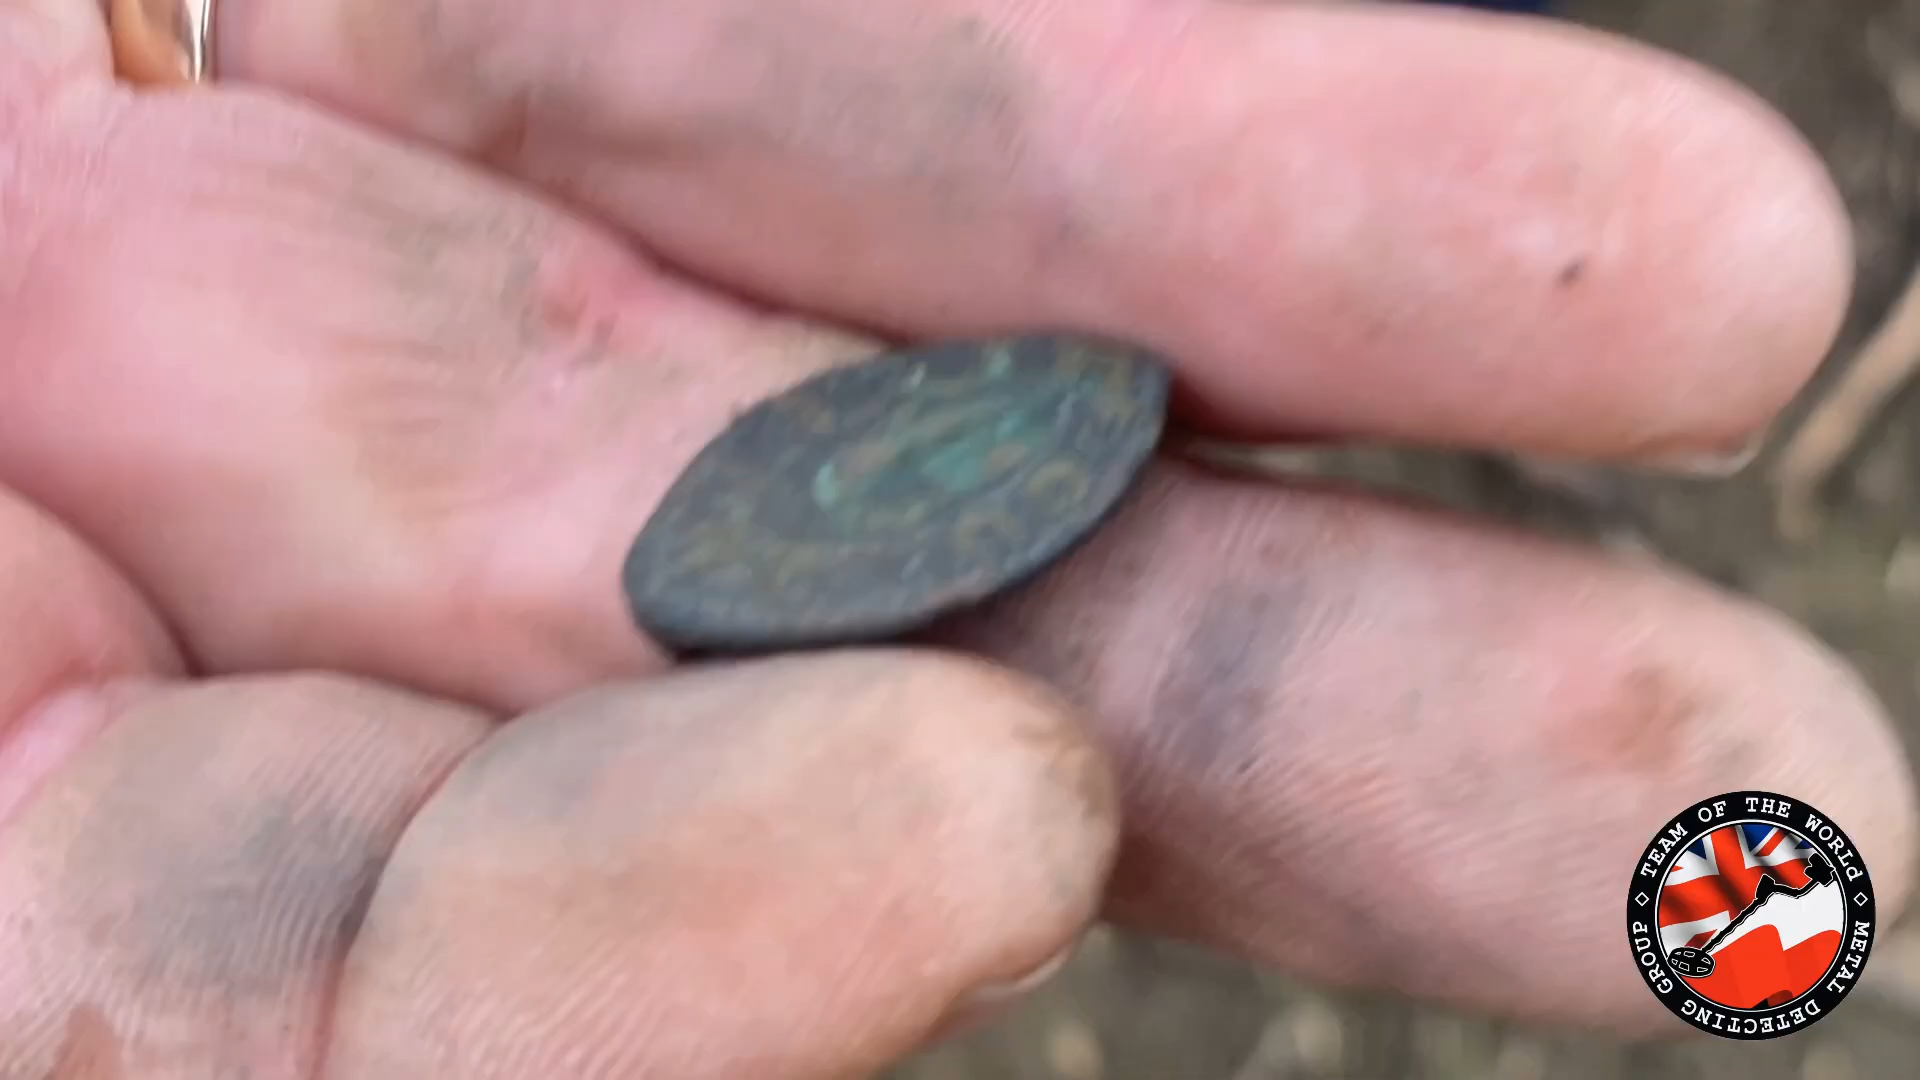 TEAM OF THE WORLd ◇ METAL DETECTING GROUP ◇